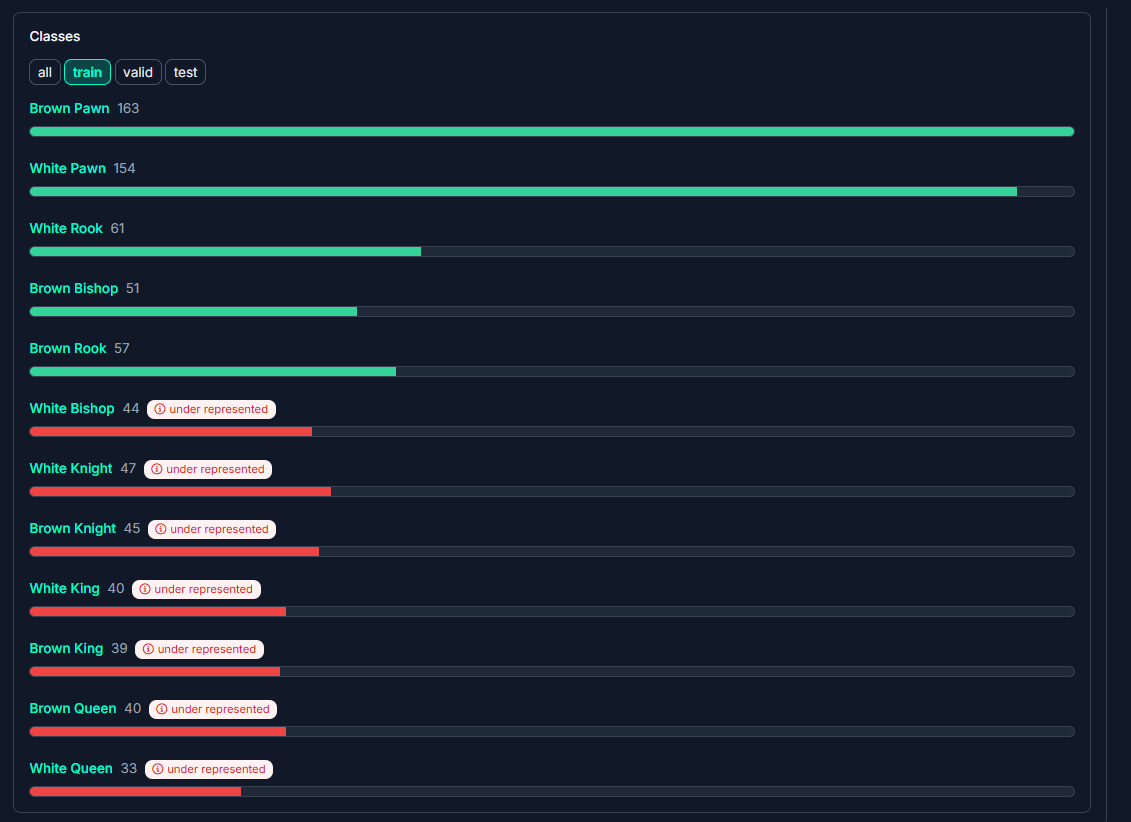 Classes
all train valid test
Brown Pawn 163
White Pawn 154
White Rook 61
Brown Bishop 51
Brown Rook 57
White Bishop 44 under represented
White Knight 47 under represented
Brown Knight 45 under represented
White King 40 under represented
Brown King 39 under represented
Brown Queen 40 under represented
White Queen 33 under represented